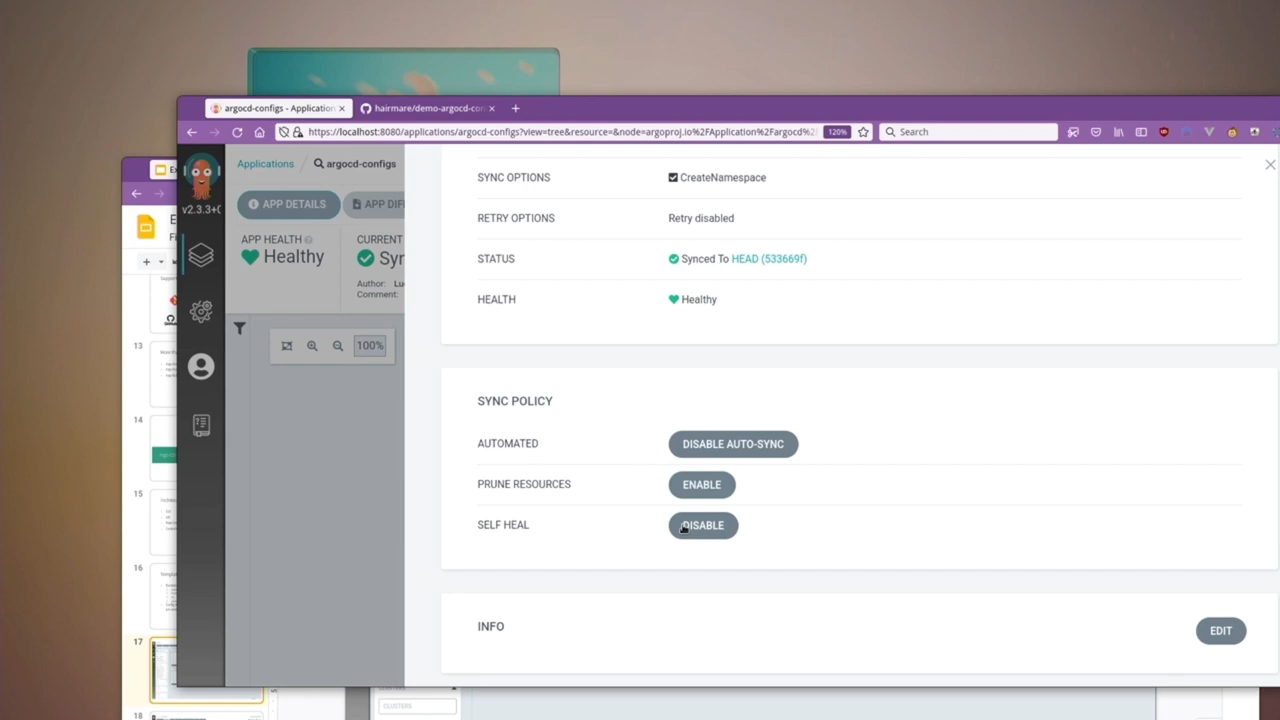 argocd-configs - Application
hairmare/demo-argocd-con
https://localhost:8080/applications/argocd-configs?view=tree&resource=&node=argoproj.io%2FApplication%2Fargocd%2
120%
Search
Applications
argocd-configs
v2.3.3+
APP DETAILS
APP DIF
APP HEALTH
Healthy
CURRENT
Syn
Author: Lu
Comment:
100%
SYNC OPTIONS
CreateNamespace
RETRY OPTIONS
Retry disabled
STATUS
Synced To HEAD (533669f)
HEALTH
Healthy
SYNC POLICY
AUTOMATED
DISABLE AUTO-SYNC
PRUNE RESOURCES
ENABLE
SELF HEAL
DISABLE
INFO
EDIT
13
14
15
16
17
18
CLUSTERS